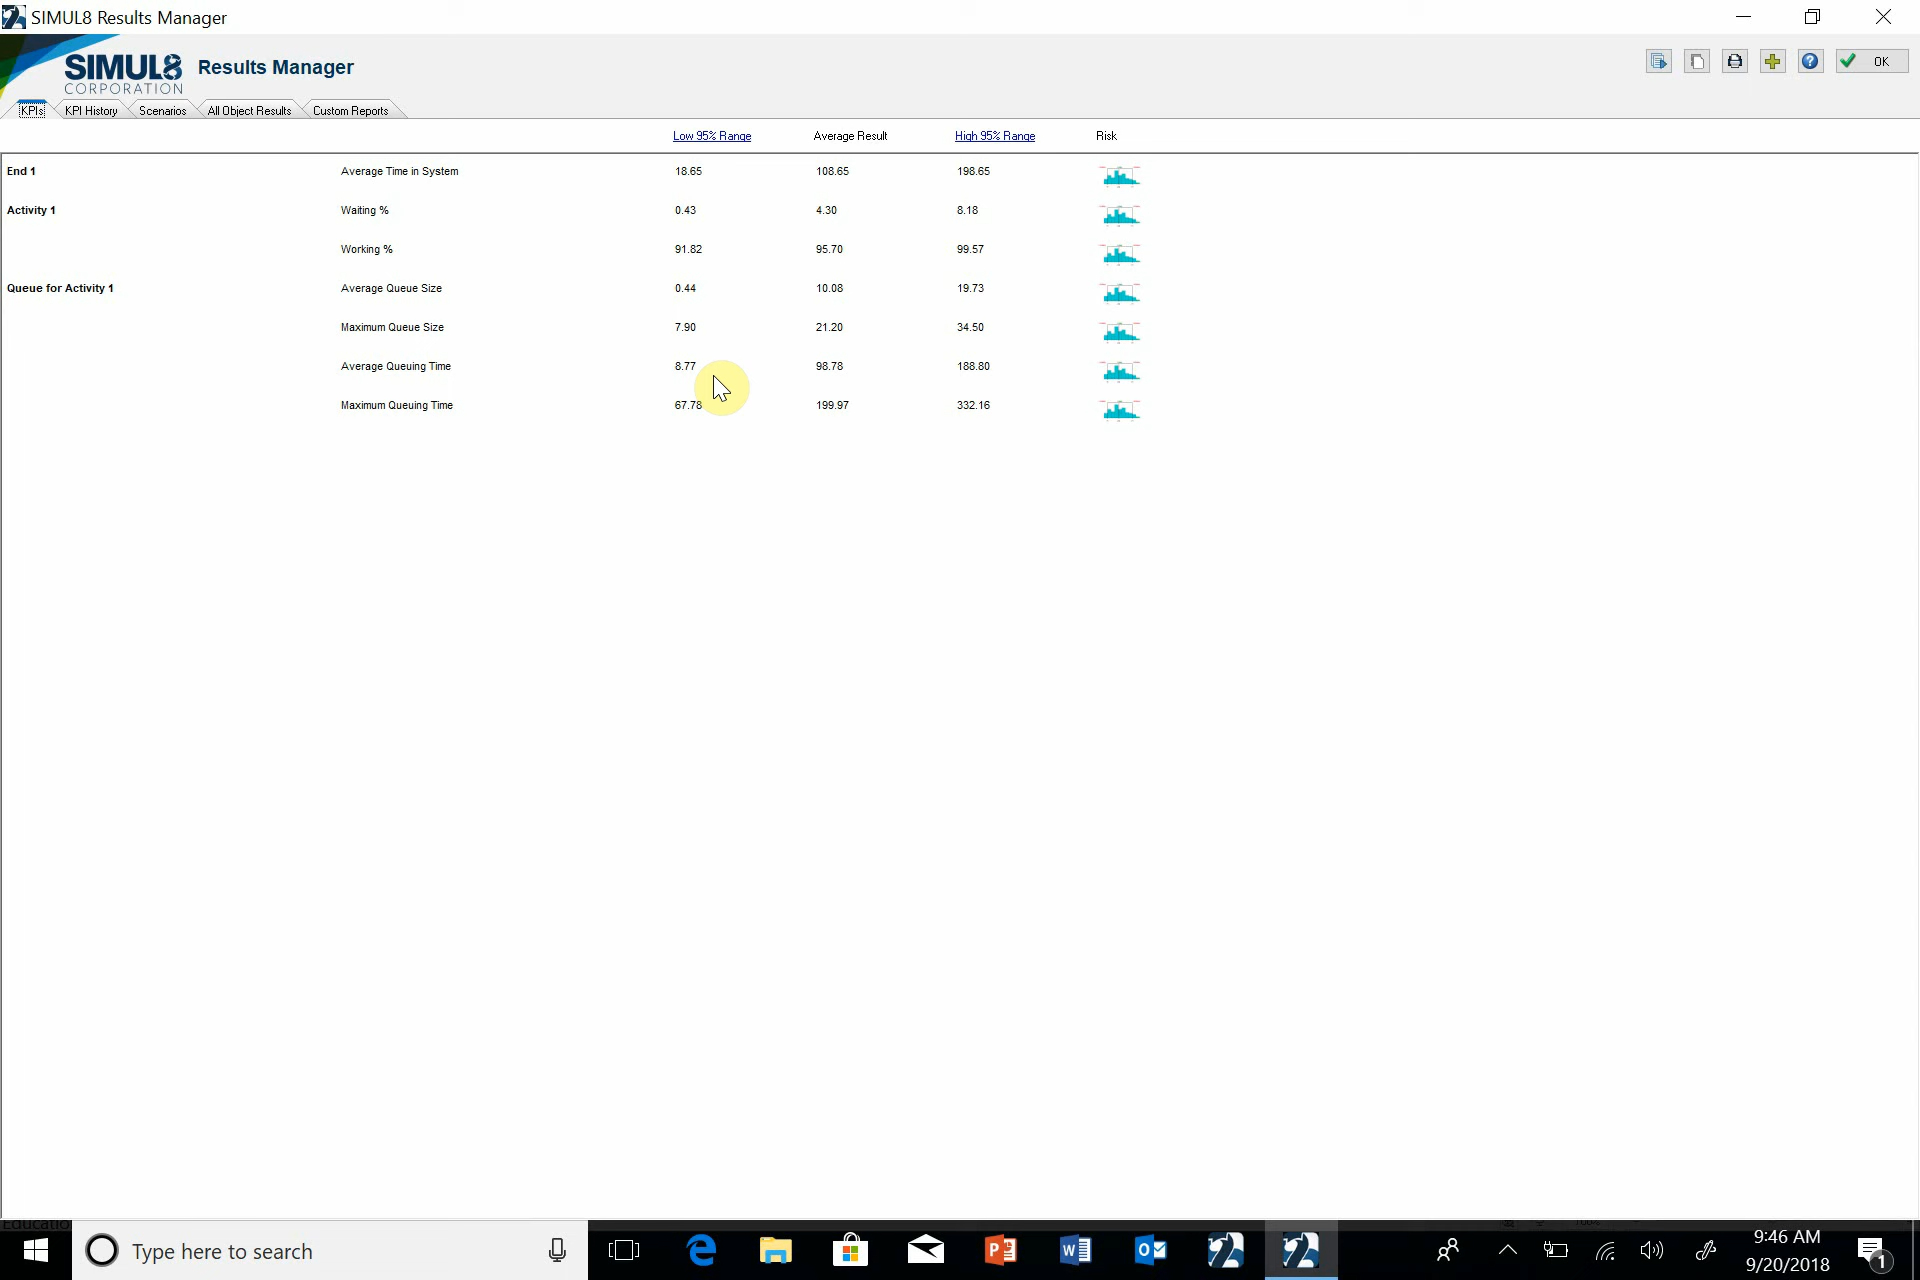 SIMUL8 Results Manager
SIMUL8 Results Manager
CORPORATION
OK
KPIs KPI History Scenarios All Object Results Custom Reports
Low 95% Range Average Result High 95% Range Risk
End 1 Average Time in System 18.65 108.65 198.65
Activity 1 Waiting % 0.43 4.30 8.18
Working % 91.82 95.70 99.57
Queue for Activity 1 Average Queue Size 0.44 10.08 19.73
Maximum Queue Size 7.90 21.20 34.50
Average Queuing Time 8.77 98.78 188.80
Maximum Queuing Time 67.78 199.97 332.16
Educatio
100%
Type here to search
9:46 AM
9/20/2018
1